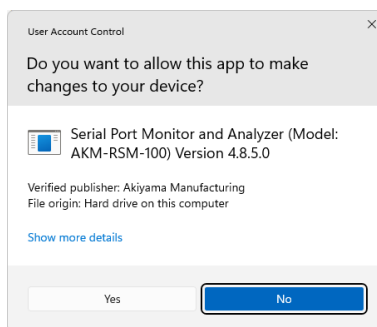 User Account Control
Do you want to allow this app to make
changes to your device?
Serial Port Monitor and Analyzer (Model:
AKM-RSM-100) Version 4.8.5.0
Verified publisher: Akiyama Manufacturing
File origin: Hard drive on this computer
Show more details
Yes
No